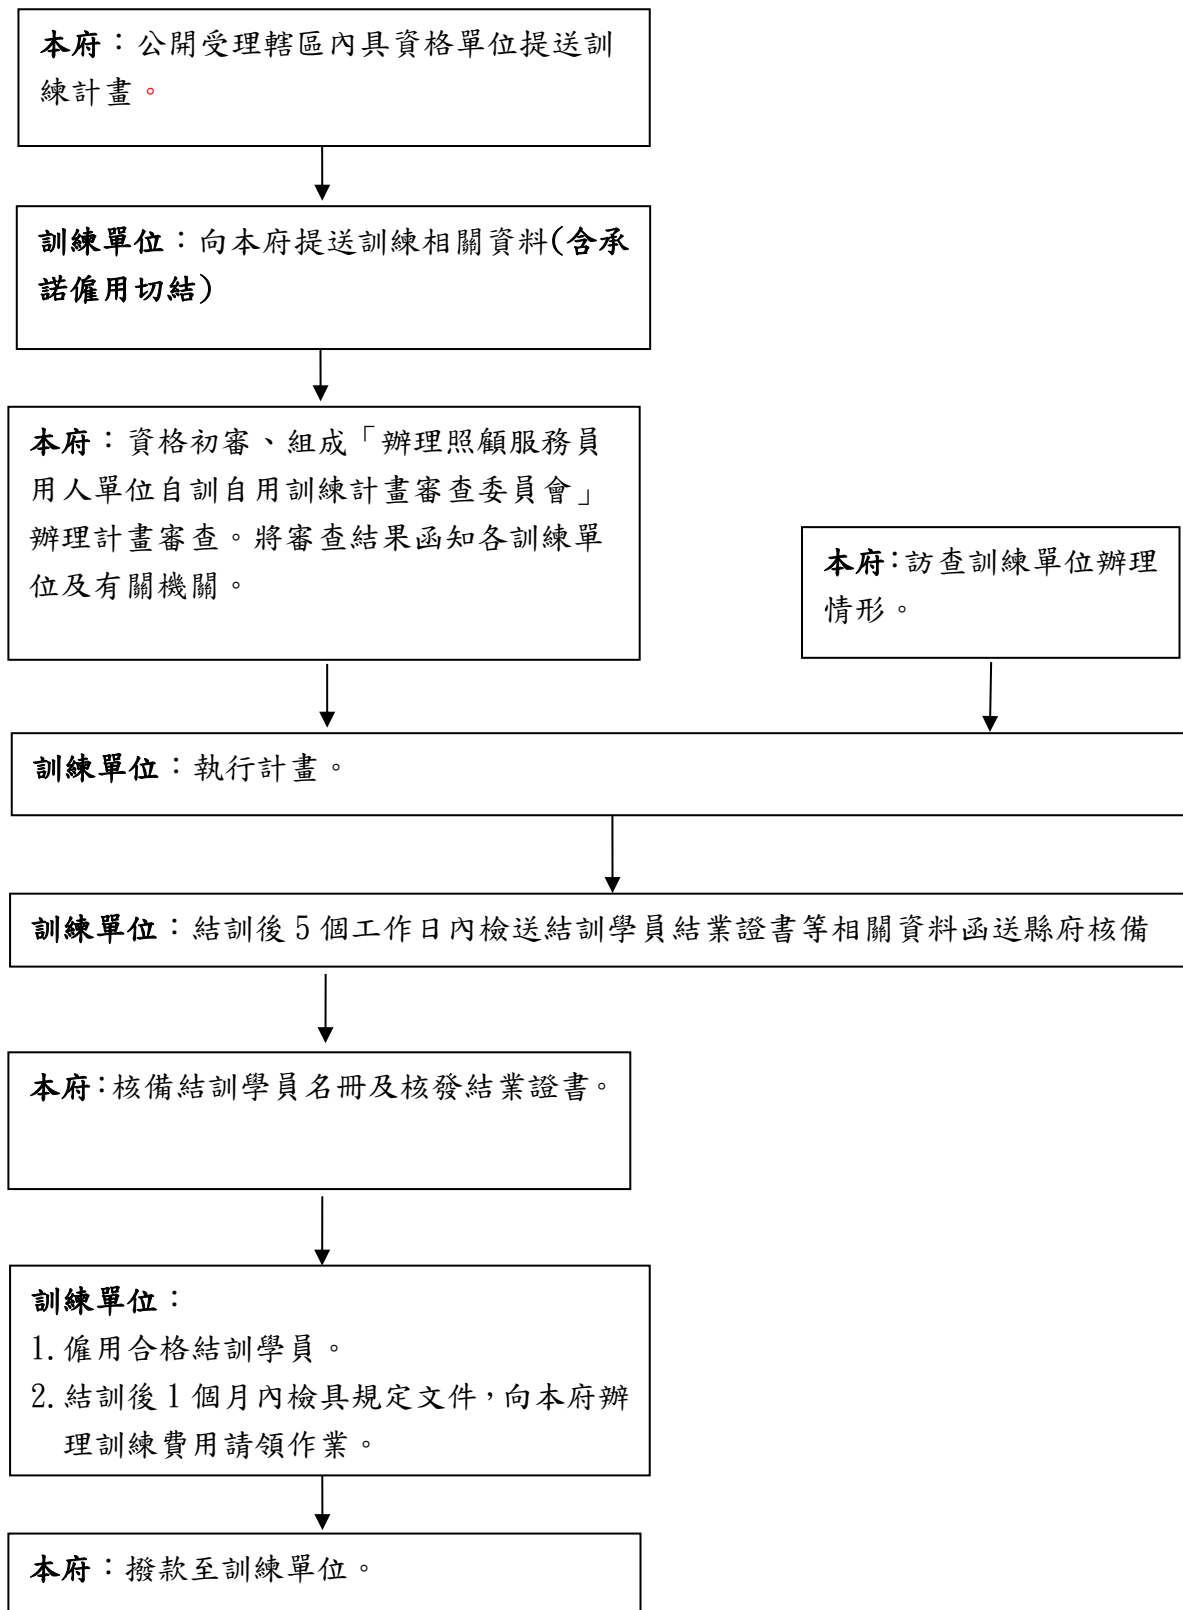 本府：公開受理轄區內具資格單位提送訓
練計畫。
訓練單位：向本府提送訓練相關資料(含承
諾僱用切結)
本府：資格初審、組成「辦理照顧服務員
用人單位自訓自用訓練計畫審查委員會」
辦理計畫審查。將審查結果函知各訓練單
位及有關機關。
本府：訪查訓練單位辦理
情形。
訓練單位：執行計畫。
訓練單位：結訓後 5 個工作日內檢送結訓學員結業證書等相關資料函送縣府核備
本府：核備結訓學員名冊及核發結業證書。
訓練單位：
1.僱用合格結訓學員。
2.結訓後 1 個月內檢具規定文件，向本府辦
理訓練費用請領作業。
本府：撥款至訓練單位。